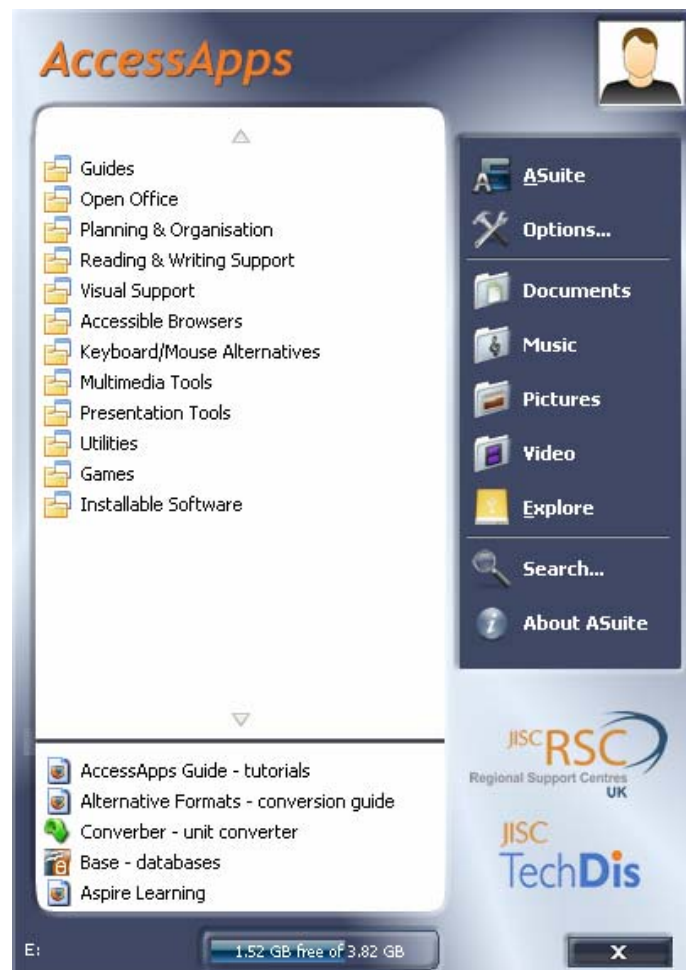 AccessApps
Guides
Open Office
Planning & Organisation
Reading & Writing Support
Visual Support
Accessible Browsers
Keyboard/Mouse Alternatives
Multimedia Tools
Presentation Tools
Utilities
Games
Installable Software
AccessApps Guide - tutorials
Alternative Formats - conversion guide
Converber - unit converter
Base - databases
Aspire Learning
ASuite
Options...
Documents
Music
Pictures
Video
Explore
Search...
About ASuite
JISC RSC
Regional Support Centres
UK
JISC
TechDis
E:
1.52 GB free of 3.82 GB
X